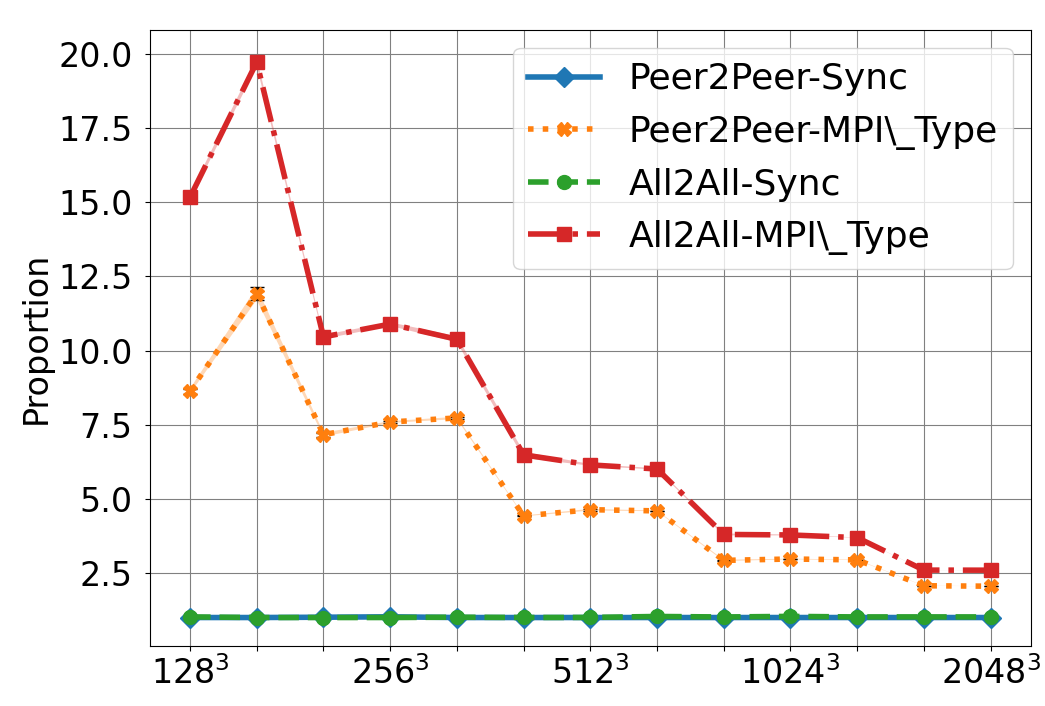 20.0
17.5
15.0
12.5
10.0
7.5
5.0
2.5
Proportion
Peer2Peer-Sync
Peer2Peer-MPI\_Type
All2All-Sync
All2All-MPI\_Type
128³ 256³ 512³ 1024³ 2048³